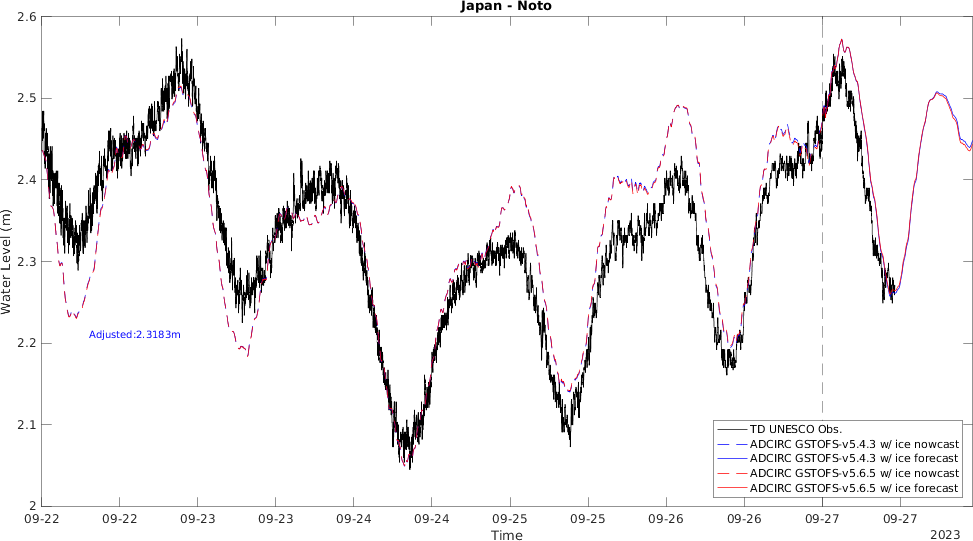 Japan - Noto
2.6
2.5
2.4
2.3
2.2
2.1
2
Water Level (m)
Adjusted:2.3183m
TD UNESCO Obs.
ADCIRC GSTOFS-v5.4.3 w/ ice nowcast
ADCIRC GSTOFS-v5.4.3 w/ ice forecast
ADCIRC GSTOFS-v5.6.5 w/ ice nowcast
ADCIRC GSTOFS-v5.6.5 w/ ice forecast
09-22 09-22 09-23 09-23 09-24 09-24 09-25 09-25 09-26 09-26 09-27 09-27
Time
2023